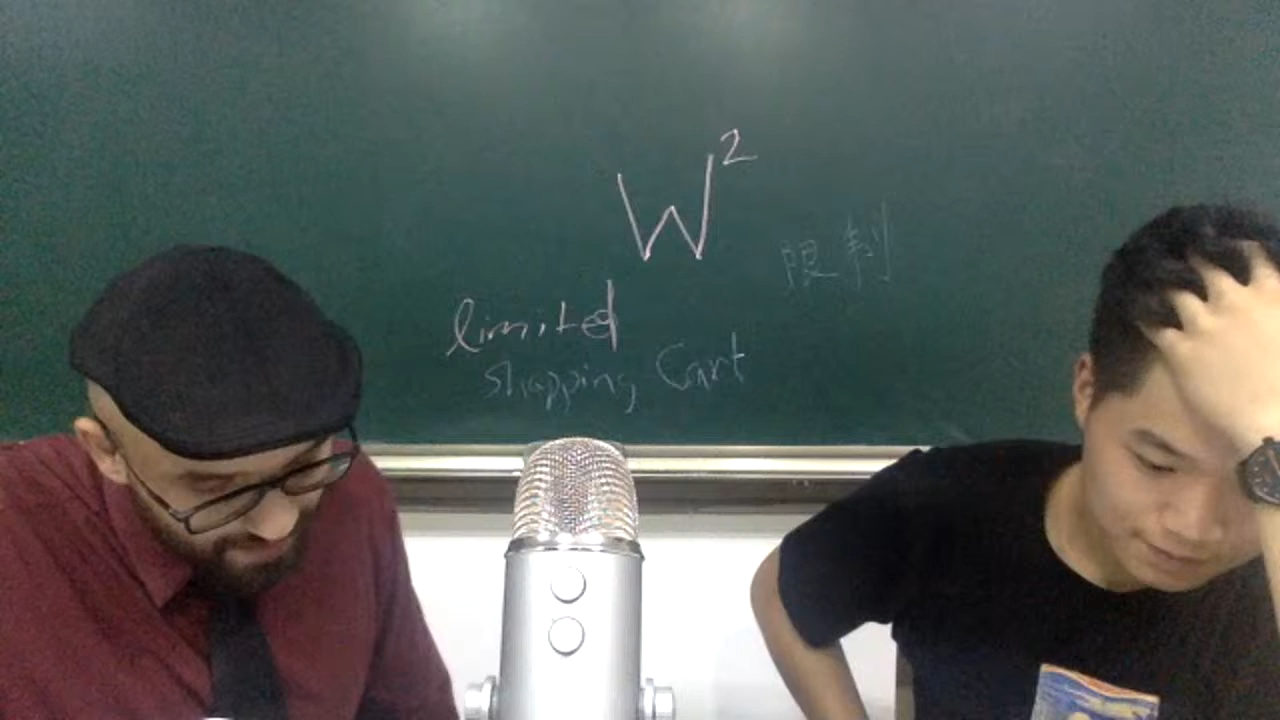 W²
限制
limited
shopping Cart